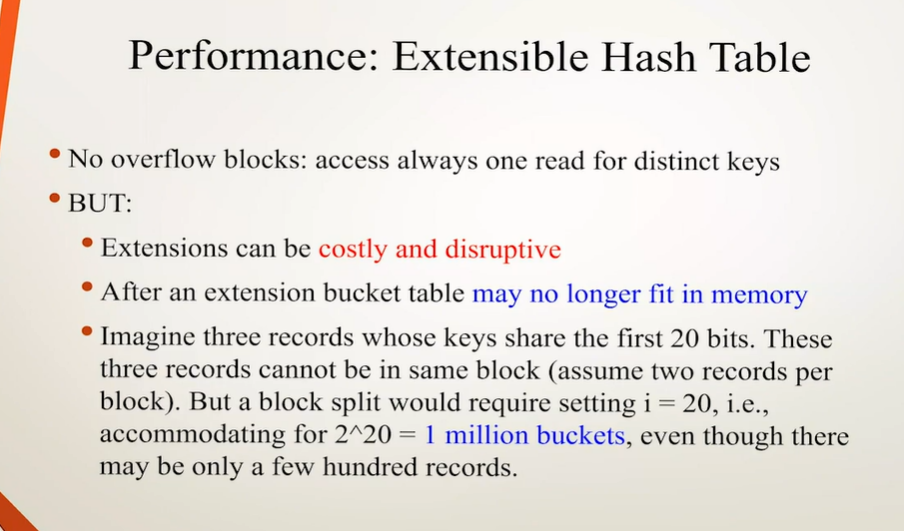 Performance: Extensible Hash Table
• No overflow blocks: access always one read for distinct keys
• BUT:
• Extensions can be costly and disruptive
• After an extension bucket table may no longer fit in memory
• Imagine three records whose keys share the first 20 bits. These
three records cannot be in same block (assume two records per
block). But a block split would require setting i = 20, i.e.,
accommodating for 2^20 = 1 million buckets, even though there
may be only a few hundred records.